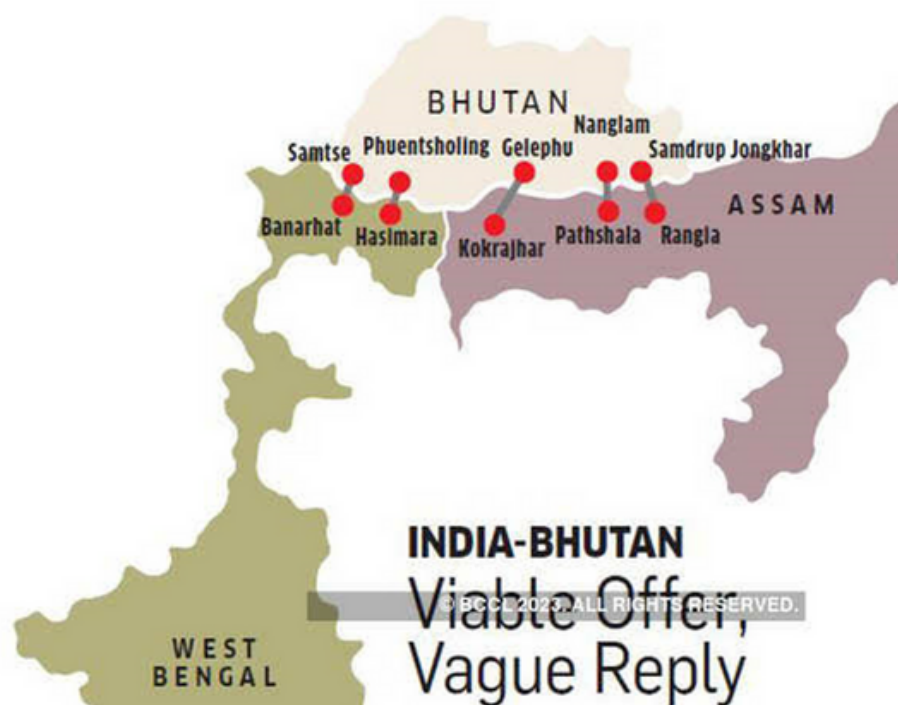 BHUTAN
Nanglam
Samtse
Phuentsholing
Gelephu
Samdrup Jongkhar
ASSAM
Banarhat
Hasimara
Kokrajhar
Pathshala
Rangia
INDIA-BHUTAN
Viable Offer,
© BCCL 2023. ALL RIGHTS RESERVED.
Vague Reply
WEST
BENGAL